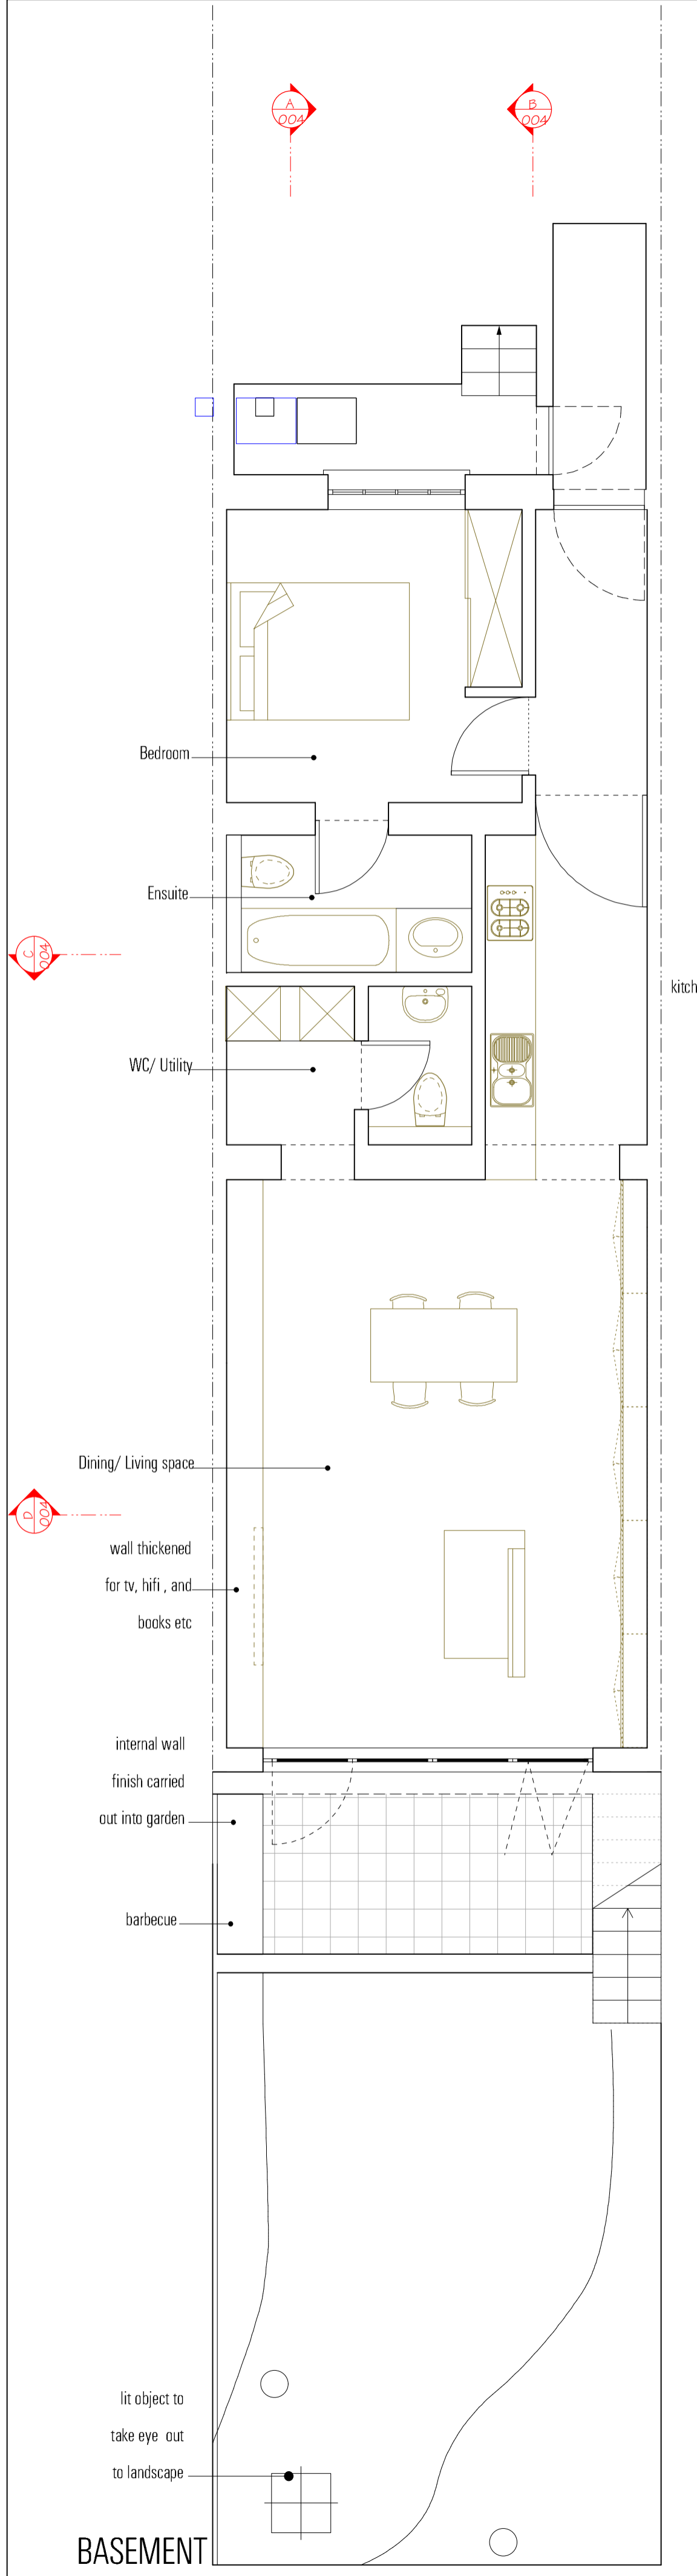 A
004
B
004
Bedroom
Ensuite
C
004
kitch
WC/ Utility
Dining/ Living space
D
004
wall thickened
for tv, hifi , and
books etc
internal wall
finish carried
out into garden
barbecue
lit object to
take eye out
to landscape
BASEMENT